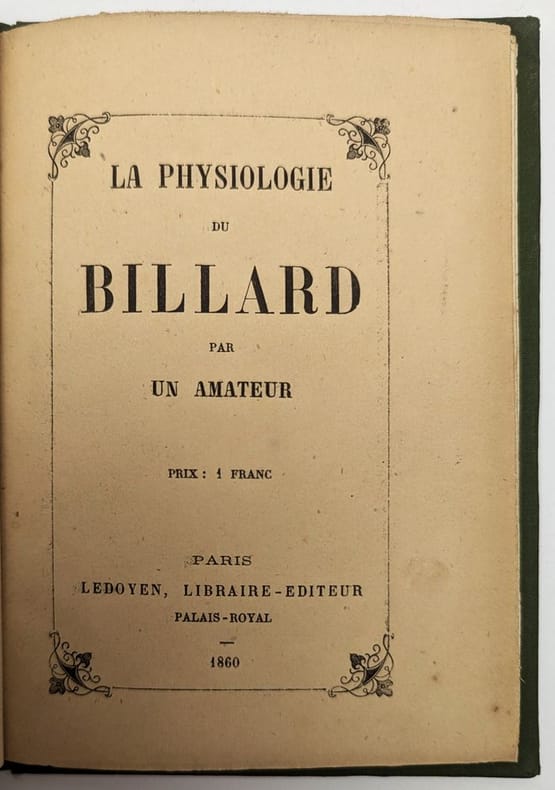 LA PHYSIOLOGIE
DU
BILLARD
PAR
UN AMATEUR
PRIX : 1 FRANC
PARIS
LEDOYEN, LIBRAIRE-EDITEUR
PALAIS-ROYAL
1860